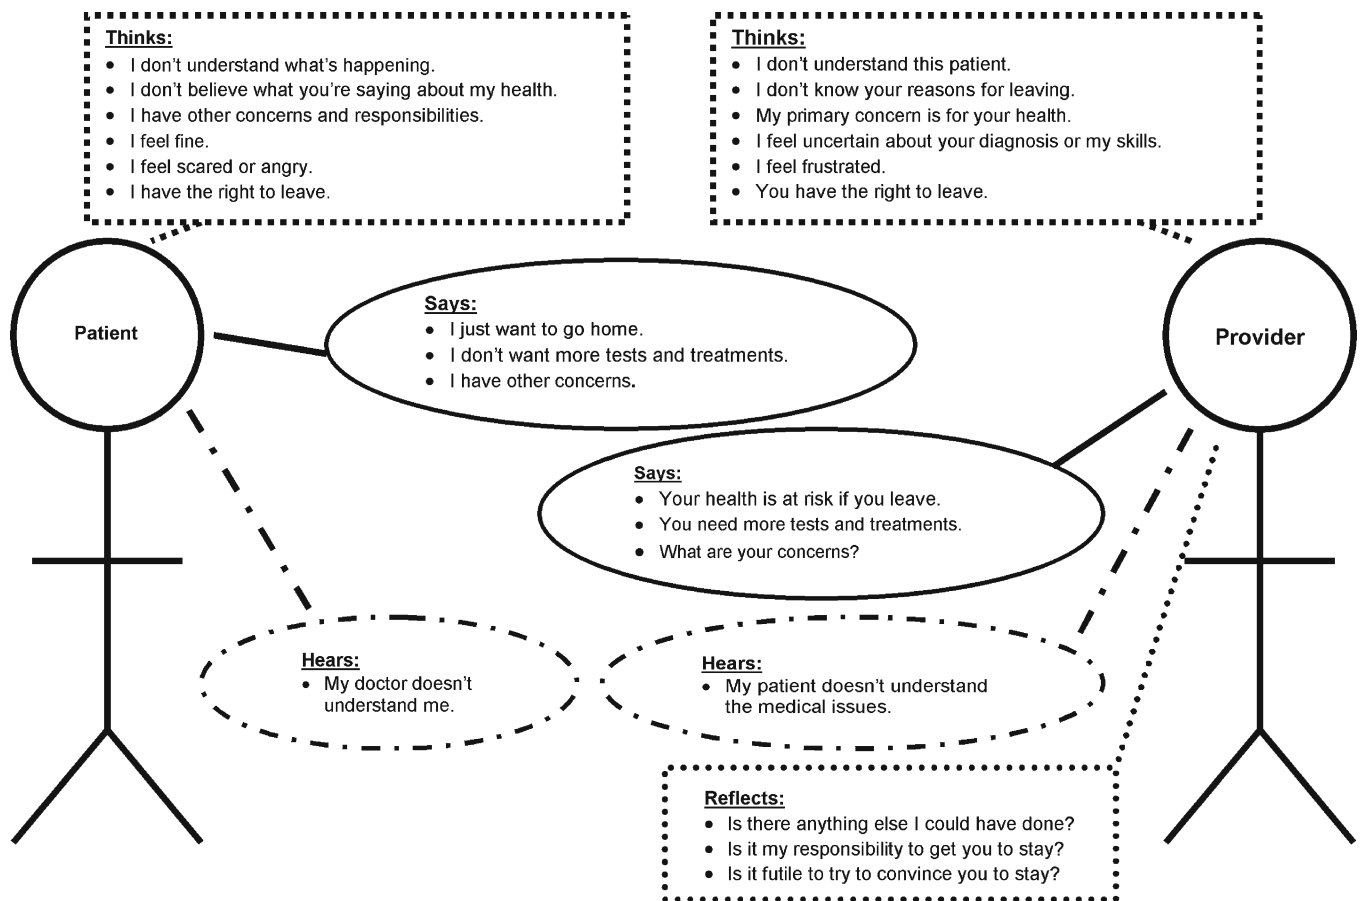 Thinks:
• I don't understand what's happening.
• I don't believe what you're saying about my health.
• I have other concerns and responsibilities.
• I feel fine.
• I feel scared or angry.
• I have the right to leave.
Thinks:
• I don't understand this patient.
• I don't know your reasons for leaving.
• My primary concern is for your health.
• I feel uncertain about your diagnosis or my skills.
• I feel frustrated.
• You have the right to leave.
Patient
Says:
• I just want to go home.
• I don't want more tests and treatments.
• I have other concerns.
Provider
Says:
• Your health is at risk if you leave.
• You need more tests and treatments.
• What are your concerns?
Hears:
• My doctor doesn't
understand me.
Hears:
• My patient doesn't understand
the medical issues.
Reflects:
• Is there anything else I could have done?
• Is it my responsibility to get you to stay?
• Is it futile to try to convince you to stay?